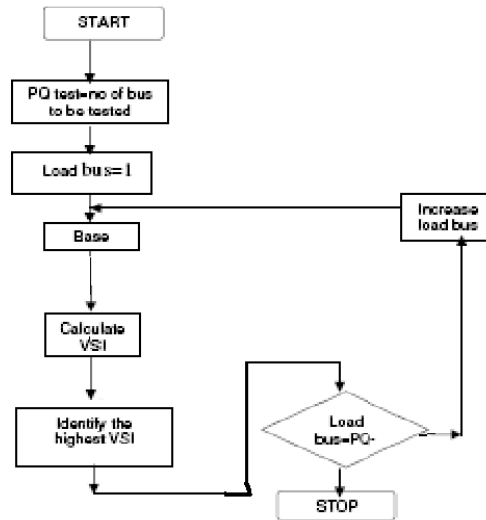 START
PQ test=no of bus
to be tested
Load bus=1
Increase
load bus
Base
Calculate
VSI
Identify the
highest VSI
Load
bus=PQ-
STOP